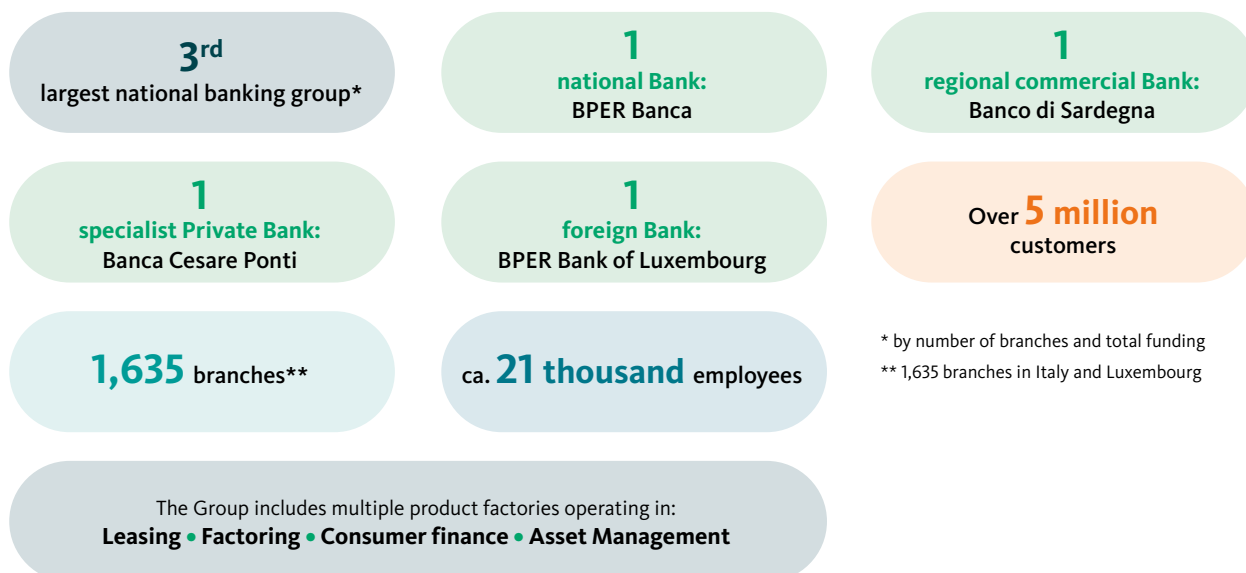 3rd
largest national banking group*
1
national Bank:
BPER Banca
1
regional commercial Bank:
Banco di Sardegna
1
specialist Private Bank:
Banca Cesare Ponti
1
foreign Bank:
BPER Bank of Luxembourg
Over 5 million
customers
1,635 branches**
ca. 21 thousand employees
* by number of branches and total funding
** 1,635 branches in Italy and Luxembourg
The Group includes multiple product factories operating in:
Leasing • Factoring • Consumer finance • Asset Management